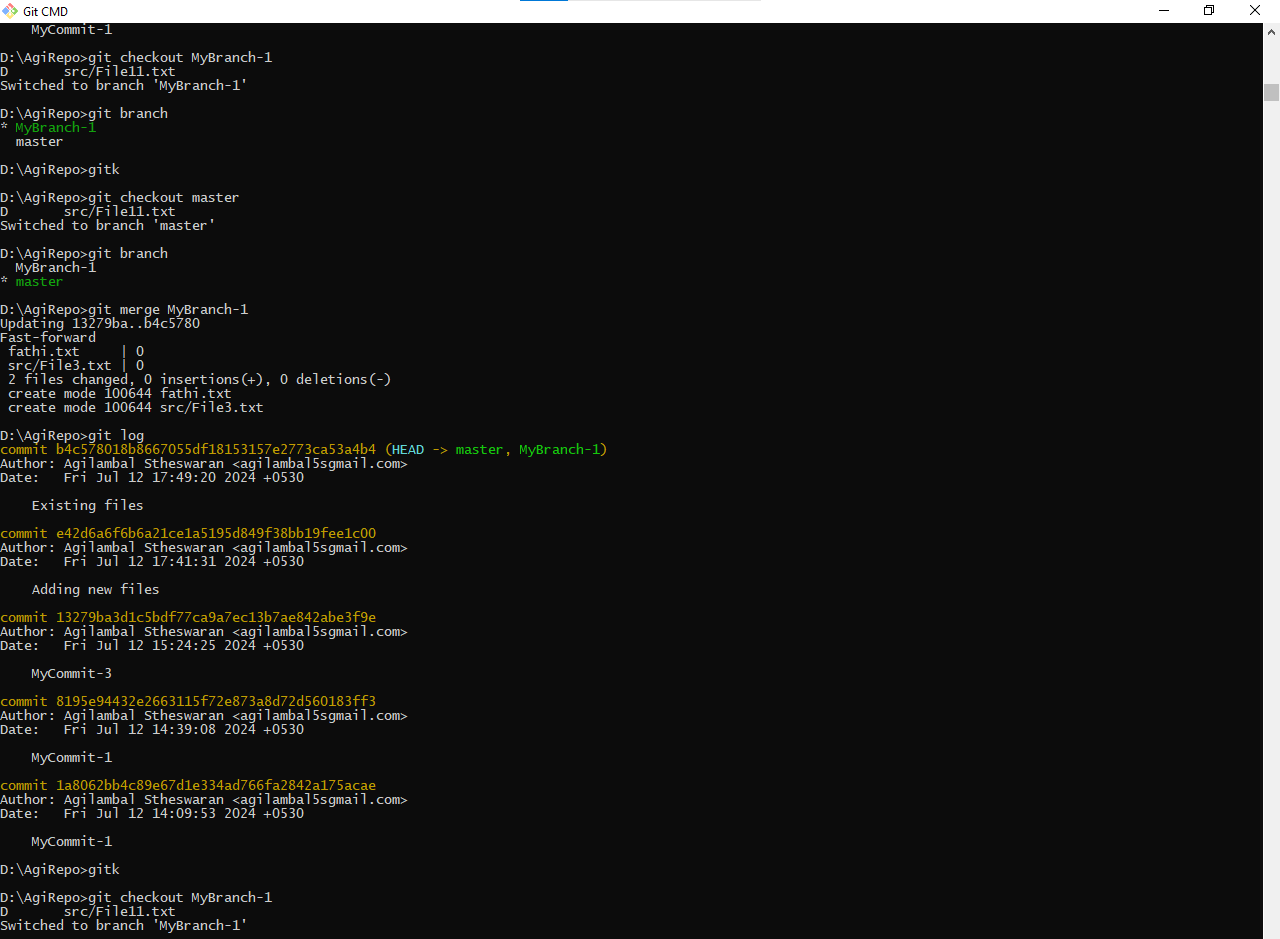 Git CMD
MyCommit-1
D:\AgiRepo>git checkout MyBranch-1
D       src/File11.txt
Switched to branch 'MyBranch-1'
D:\AgiRepo>git branch
* MyBranch-1
  master
D:\AgiRepo>gitk
D:\AgiRepo>git checkout master
D       src/File11.txt
Switched to branch 'master'
D:\AgiRepo>git branch
  MyBranch-1
* master
D:\AgiRepo>git merge MyBranch-1
Updating 13279ba..b4c5780
Fast-forward
 fathi.txt     | 0
 src/File3.txt | 0
 2 files changed, 0 insertions(+), 0 deletions(-)
 create mode 100644 fathi.txt
 create mode 100644 src/File3.txt
D:\AgiRepo>git log
commit b4c578018b8667055df18153157e2773ca53a4b4 (HEAD -> master, MyBranch-1)
Author: Agilambal Stheswaran <agilambal5sgmail.com>
Date:   Fri Jul 12 17:49:20 2024 +0530
    Existing files
commit e42d6a6f6b6a21ce1a5195d849f38bb19fee1c00
Author: Agilambal Stheswaran <agilambal5sgmail.com>
Date:   Fri Jul 12 17:41:31 2024 +0530
    Adding new files
commit 13279ba3d1c5bdf77ca9a7ec13b7ae842abe3f9e
Author: Agilambal Stheswaran <agilambal5sgmail.com>
Date:   Fri Jul 12 15:24:25 2024 +0530
    MyCommit-3
commit 8195e94432e2663115f72e873a8d72d560183ff3
Author: Agilambal Stheswaran <agilambal5sgmail.com>
Date:   Fri Jul 12 14:39:08 2024 +0530
    MyCommit-1
commit 1a8062bb4c89e67d1e334ad766fa2842a175acae
Author: Agilambal Stheswaran <agilambal5sgmail.com>
Date:   Fri Jul 12 14:09:53 2024 +0530
    MyCommit-1
D:\AgiRepo>gitk
D:\AgiRepo>git checkout MyBranch-1
D       src/File11.txt
Switched to branch 'MyBranch-1'